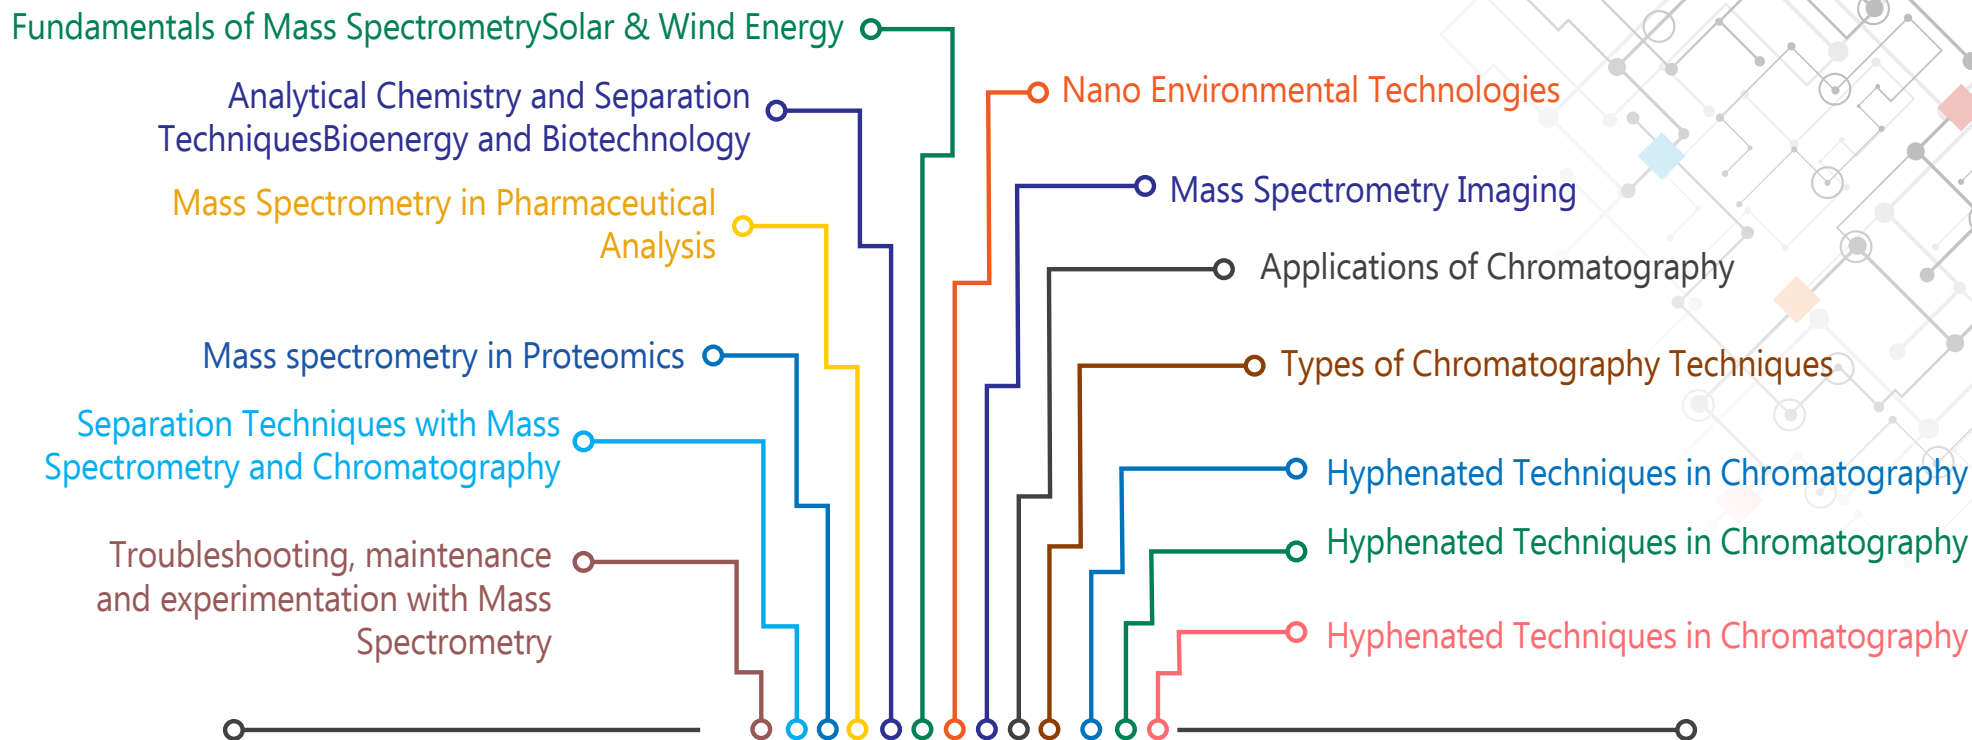 Fundamentals of Mass SpectrometrySolar & Wind Energy
Analytical Chemistry and Separation
TechniquesBioenergy and Biotechnology
Mass Spectrometry in Pharmaceutical
Analysis
Mass spectrometry in Proteomics
Separation Techniques with Mass
Spectrometry and Chromatography
Troubleshooting, maintenance
and experimentation with Mass
Spectrometry
Nano Environmental Technologies
Mass Spectrometry Imaging
Applications of Chromatography
Types of Chromatography Techniques
Hyphenated Techniques in Chromatography
Hyphenated Techniques in Chromatography
Hyphenated Techniques in Chromatography